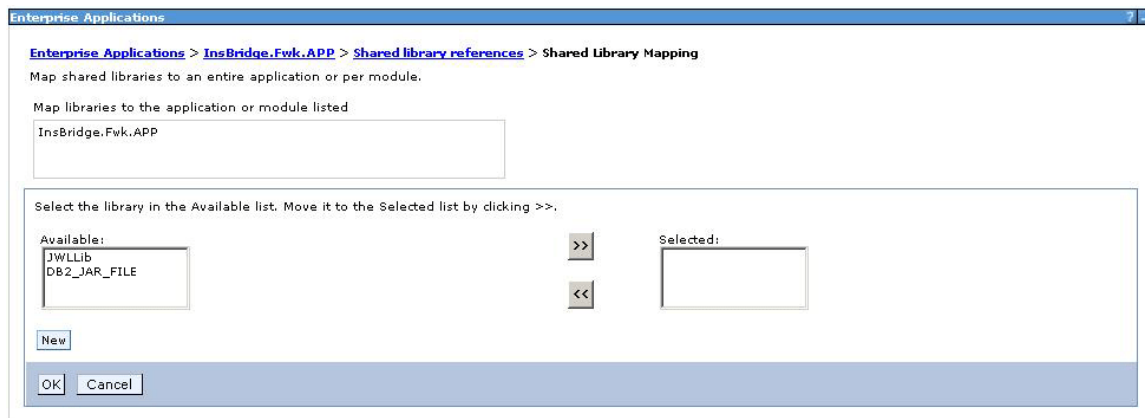 Enterprise Applications ? -
Enterprise Applications > InsBridge.Fwk.APP > Shared library references > Shared Library Mapping
Map shared libraries to an entire application or per module.
Map libraries to the application or module listed
InsBridge.Fwk.APP
Select the library in the Available list. Move it to the Selected list by clicking >>.
Available: >> Selected:
JWLLib
DB2_JAR_FILE
<<
New
OK Cancel